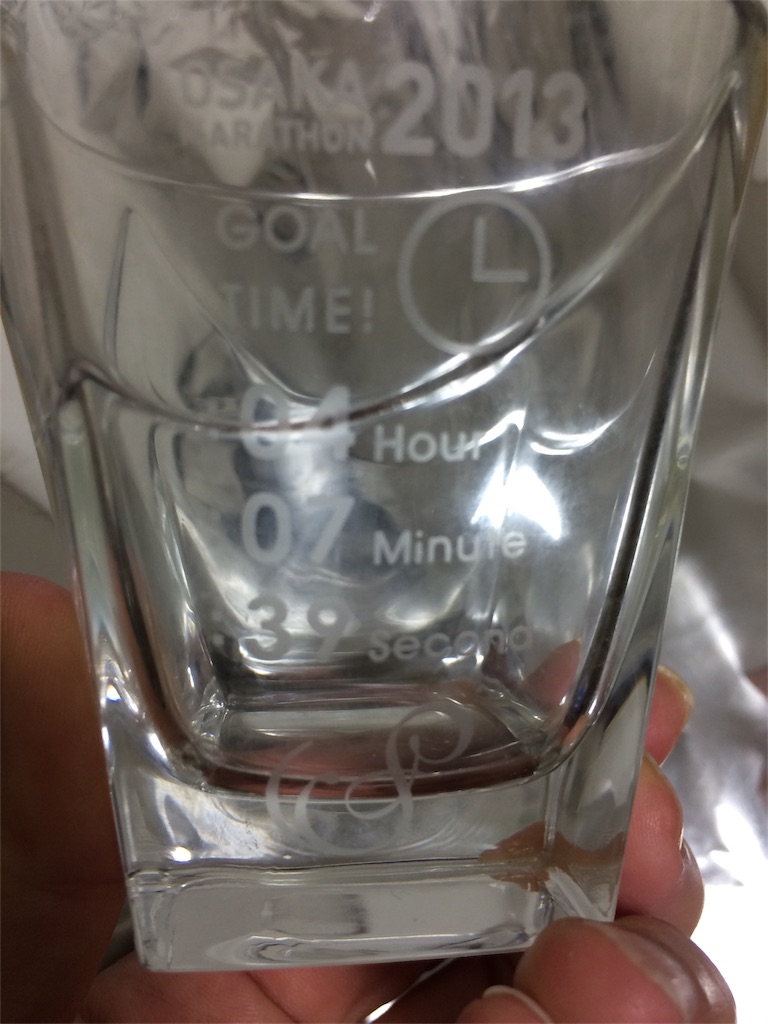 OSAKA
MARATHON 2013
GOAL
TIME!
04 Hour
07 Minute
:39 Second